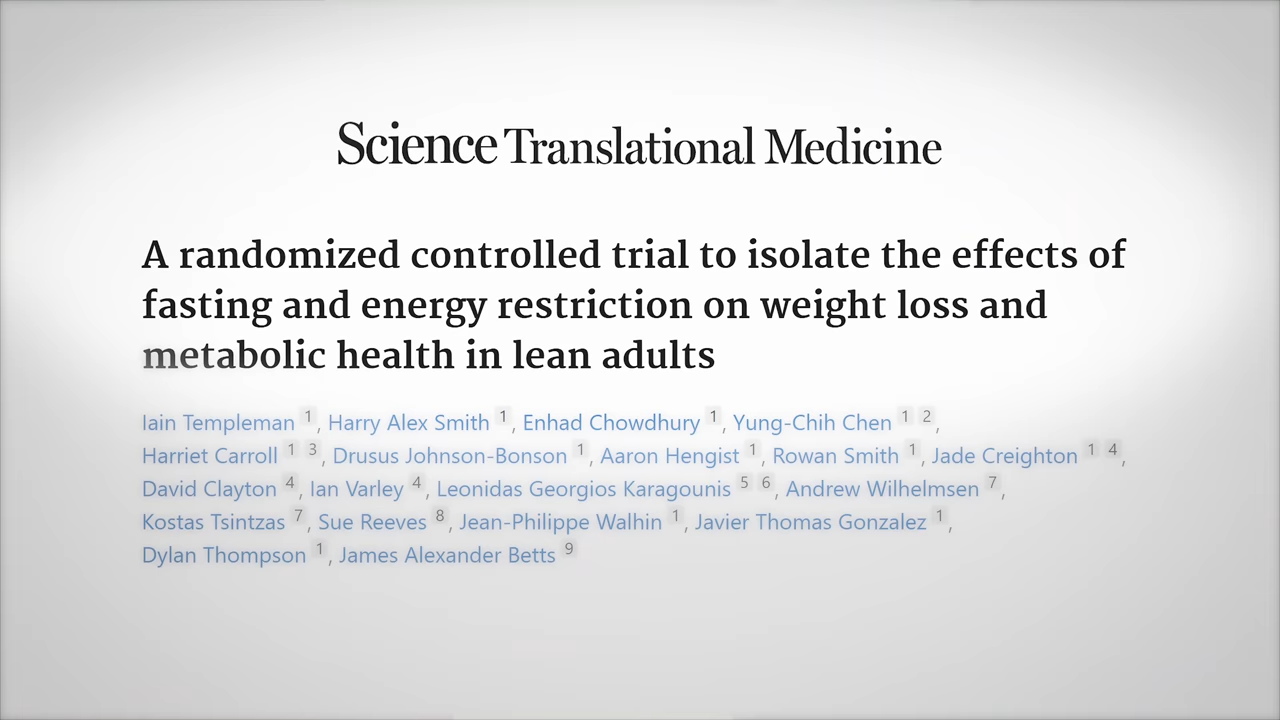 Science Translational Medicine
A randomized controlled trial to isolate the effects of
fasting and energy restriction on weight loss and
metabolic health in lean adults
Iain Templeman 1, Harry Alex Smith 1, Enhad Chowdhury 1, Yung-Chih Chen 1 2,
Harriet Carroll 1 3, Drusus Johnson-Bonson 1, Aaron Hengist 1, Rowan Smith 1, Jade Creighton 1 4,
David Clayton 4, Ian Varley 4, Leonidas Georgios Karagounis 5 6, Andrew Wilhelmsen 7,
Kostas Tsintzas 7, Sue Reeves 8, Jean-Philippe Walhin 1, Javier Thomas Gonzalez 1,
Dylan Thompson 1, James Alexander Betts 9